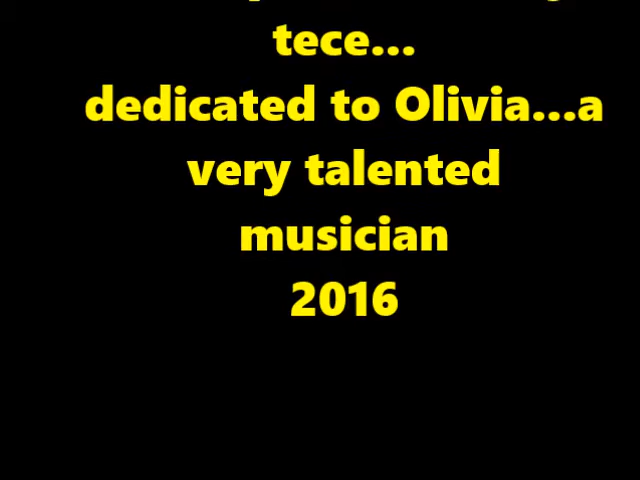 tece...
dedicated to Olivia...a
very talented
musician
2016